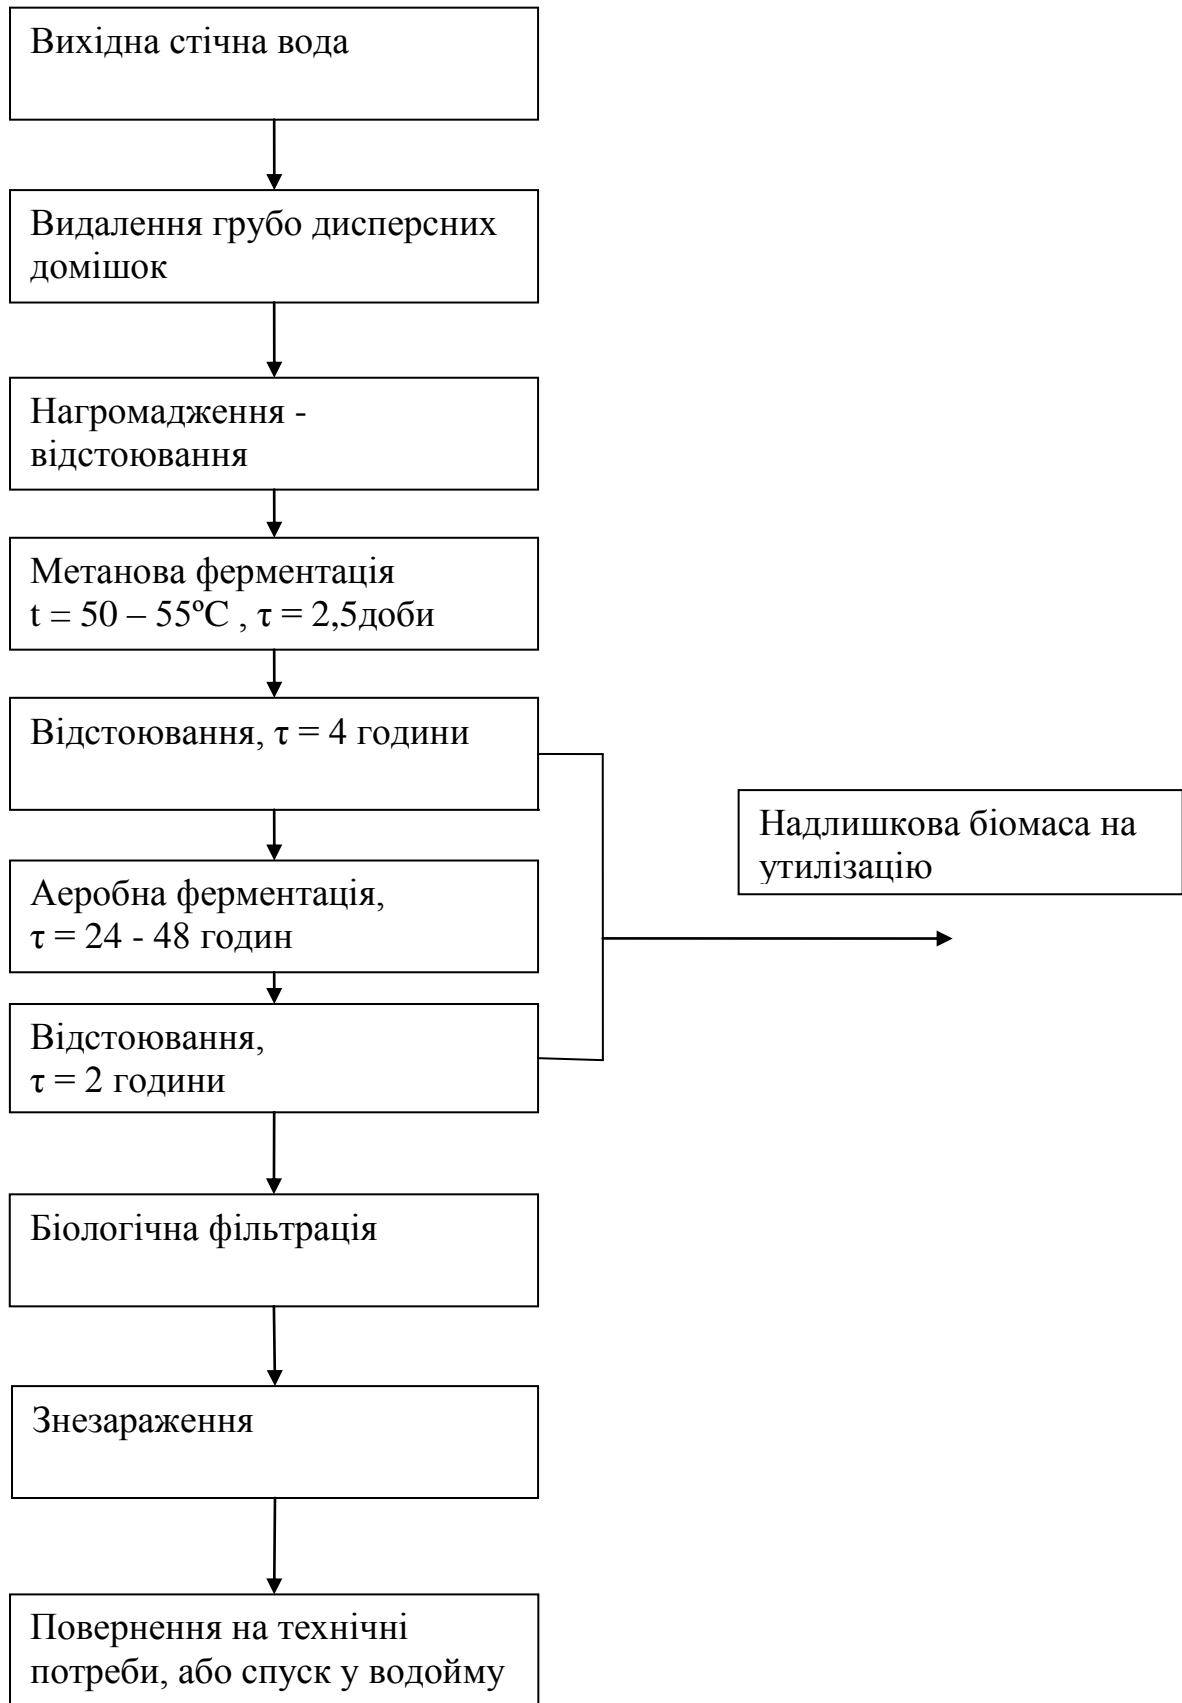 Вихідна стічна вода
Видалення грубо дисперсних
домішок
Нагромадження -
відстоювання
Метанова ферментація
t = 50 – 55ºС , τ = 2,5доби
Відстоювання, τ = 4 години
Надлишкова біомаса на
утилізацію
Аеробна ферментація,
τ = 24 - 48 годин
Відстоювання,
τ = 2 години
Біологічна фільтрація
Знезараження
Повернення на технічні
потреби, або спуск у водойму